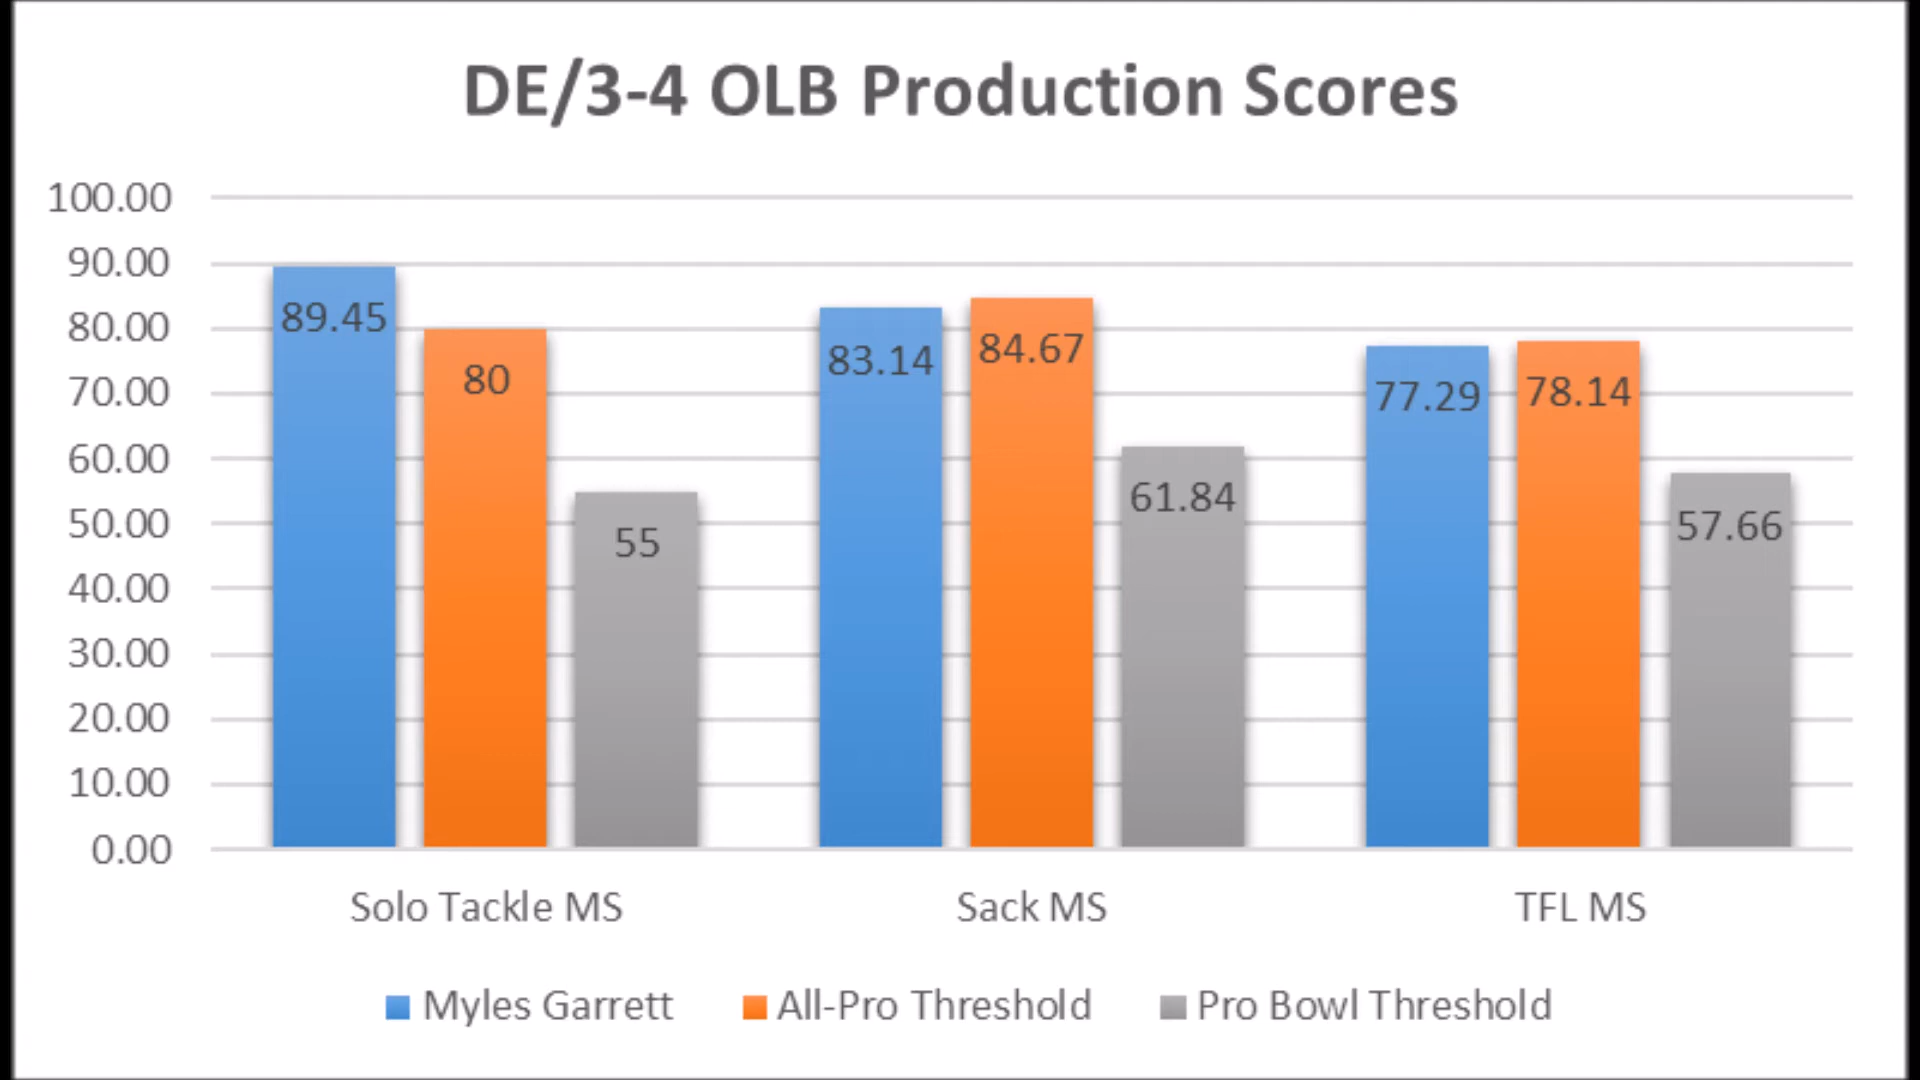 DE/3-4 OLB Production Scores
100.00
90.00
80.00
70.00
60.00
50.00
40.00
30.00
20.00
10.00
0.00
89.45
80
55
83.14
84.67
61.84
77.29
78.14
57.66
Solo Tackle MS
Sack MS
TFL MS
Myles Garrett
All-Pro Threshold
Pro Bowl Threshold